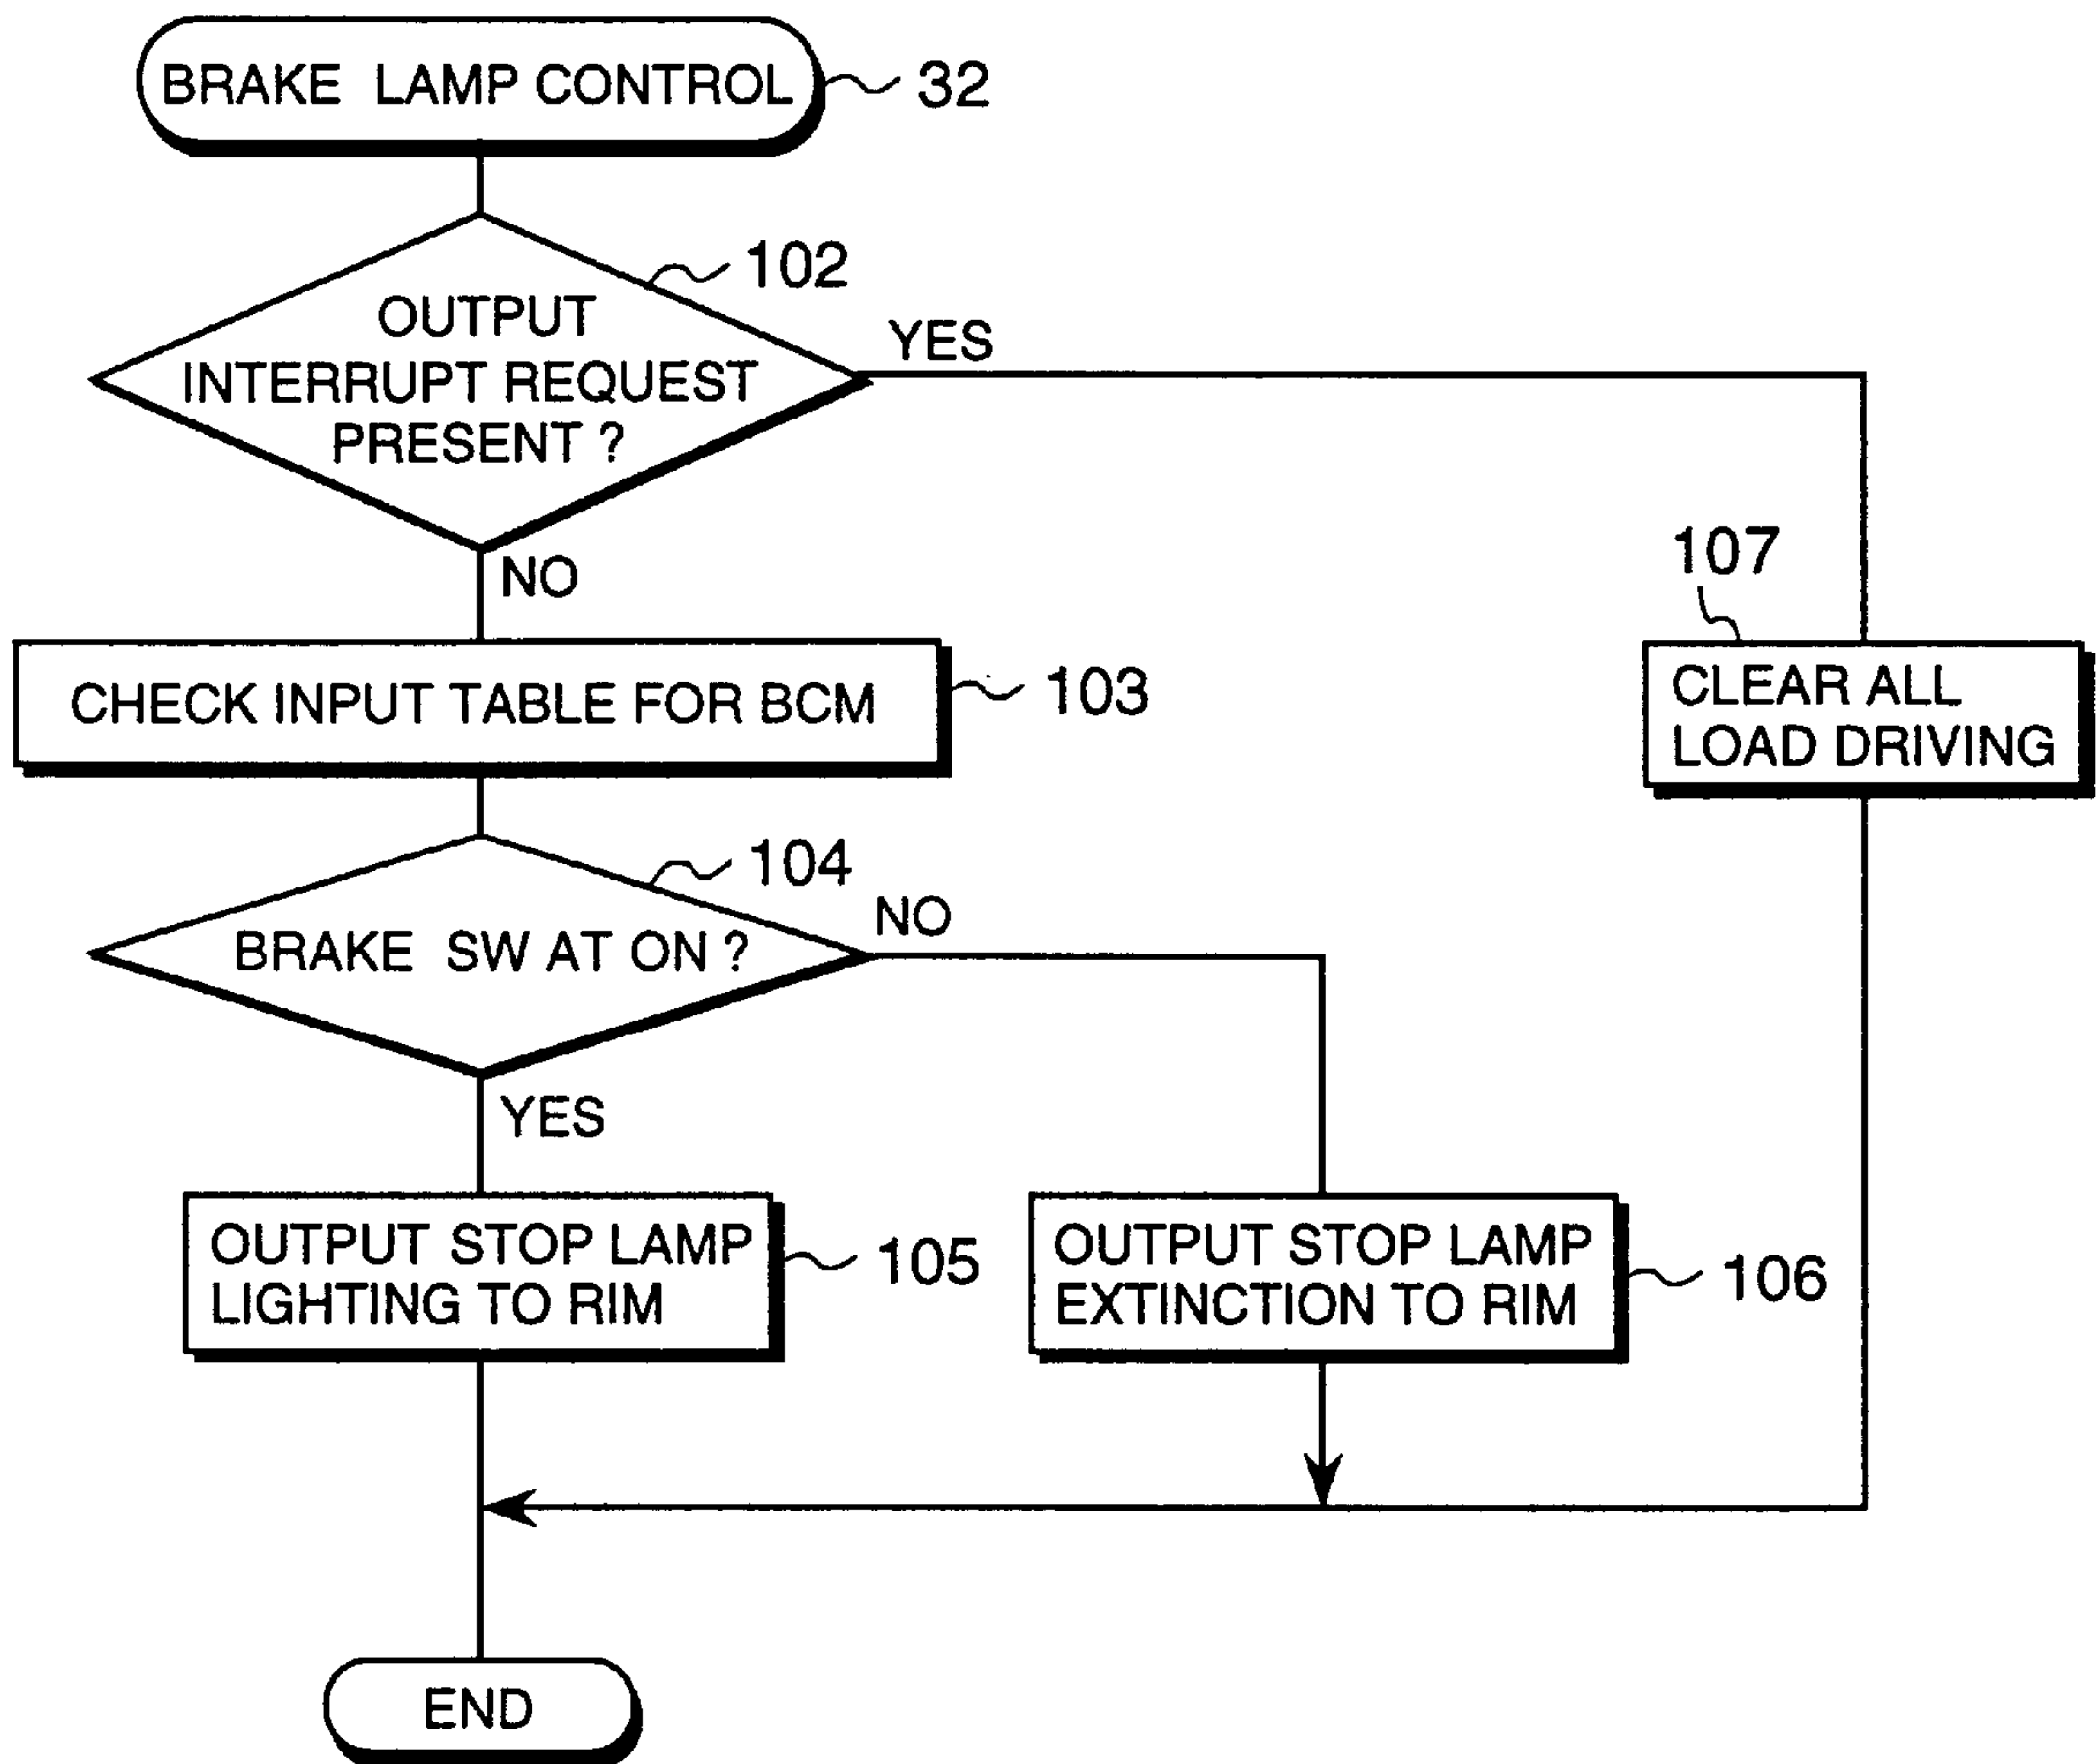 BRAKE LAMP CONTROL
32
102
OUTPUT
INTERRUPT REQUEST
PRESENT ?
YES
NO
107
CHECK INPUT TABLE FOR BCM
103
CLEAR ALL
LOAD DRIVING
104
BRAKE SW AT ON ?
NO
YES
OUTPUT STOP LAMP
LIGHTING TO RIM
105
OUTPUT STOP LAMP
EXTINCTION TO RIM
106
END